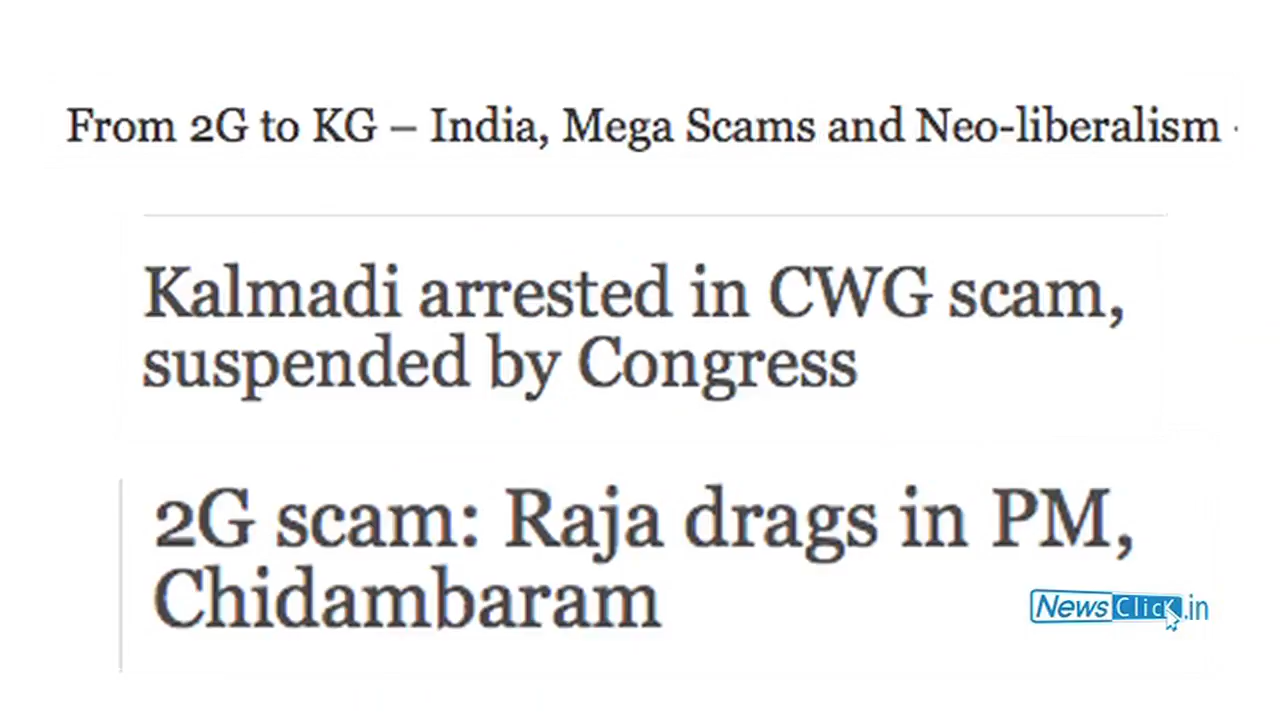 From 2G to KG – India, Mega Scams and Neo-liberalism
Kalmadi arrested in CWG scam,
suspended by Congress
2G scam: Raja drags in PM,
Chidambaram
NewsClick.in